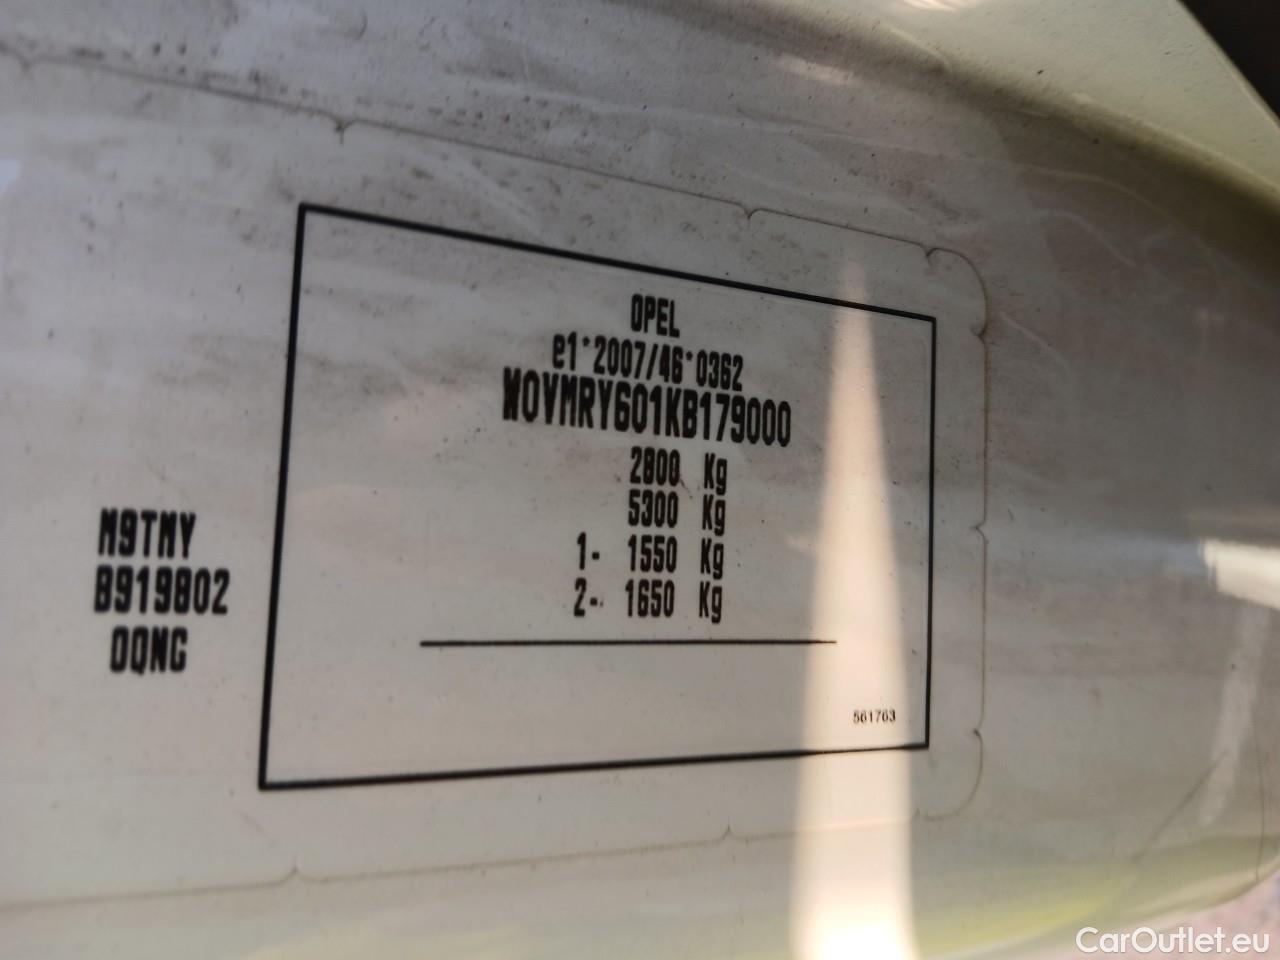 OPEL
e1*2007/46*0362
W0VMRY601KB179000
2800 Kg
5300 Kg
1- 1550 Kg
2- 1650 Kg
561763
M9TMY
B919802
0QNG
CarOutlet.eu